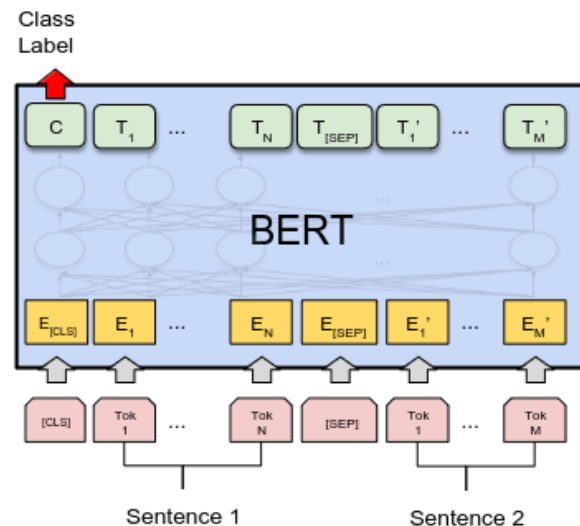 Class
Label
C T1 ... TN T[SEP] T1' ... TM'
...
BERT
...
E[CLS] E1 ... EN E[SEP] E1' ... EM'
[CLS] Tok 1 ... Tok N [SEP] Tok 1 ... Tok M
Sentence 1 Sentence 2